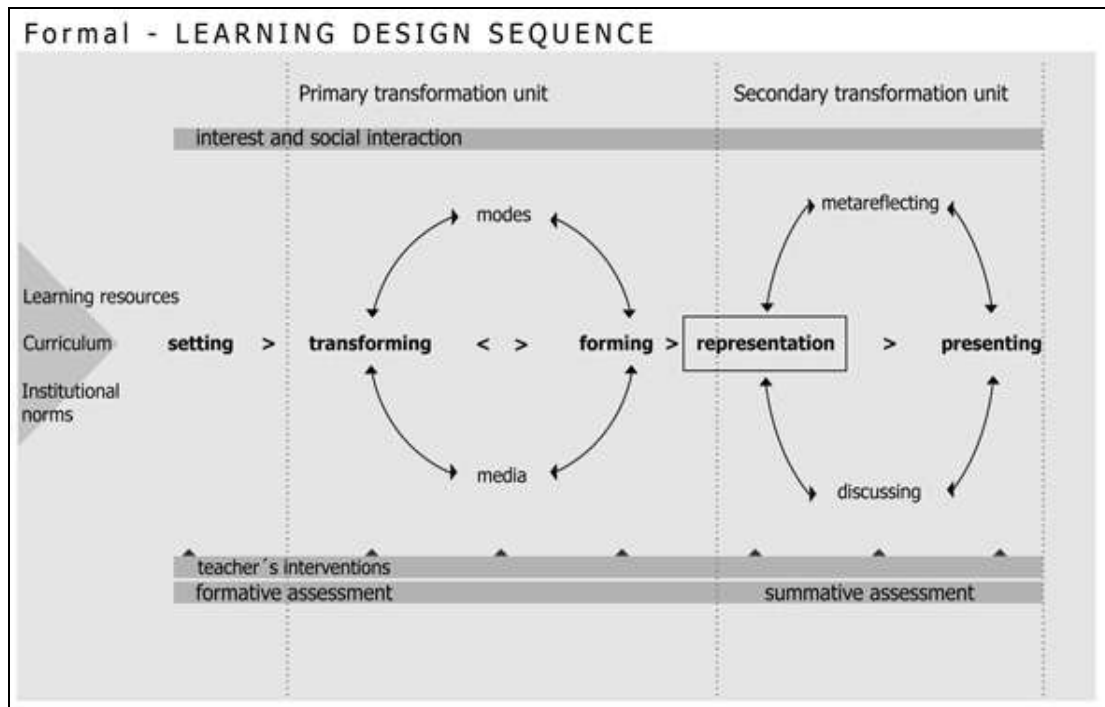 Formal - LEARNING DESIGN SEQUENCE
Primary transformation unit
Secondary transformation unit
interest and social interaction
modes
metareflecting
Learning resources
Curriculum
Institutional
norms
setting > transforming < > forming > representation > presenting
media
discussing
teacher´s interventions
formative assessment
summative assessment